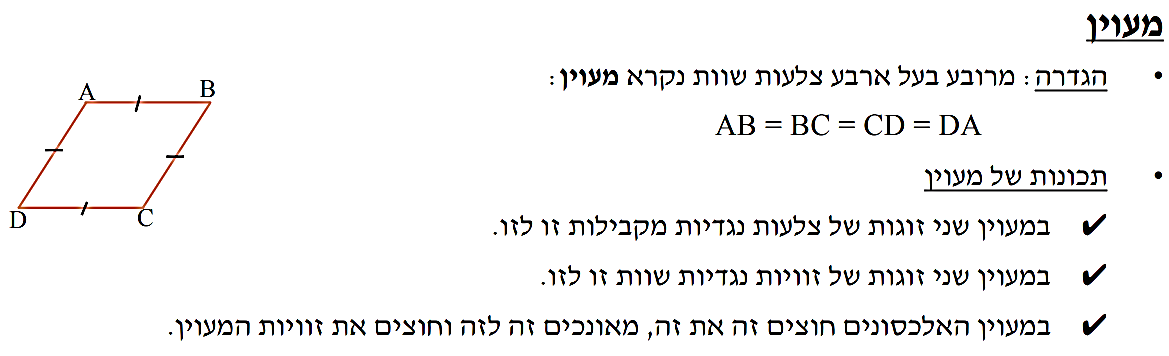 מעוין
• הגדרה: מרובע בעל ארבע צלעות שוות נקרא מעוין:
AB = BC = CD = DA
• תכונות של מעוין
✔ במעוין שני זוגות של צלעות נגדיות מקבילות זו לזו.
✔ במעוין שני זוגות של זוויות נגדיות שוות זו לזו.
✔ במעוין האלכסונים חוצים זה את זה, מאונכים זה לזה וחוצים את זוויות המעוין.
A B
D C